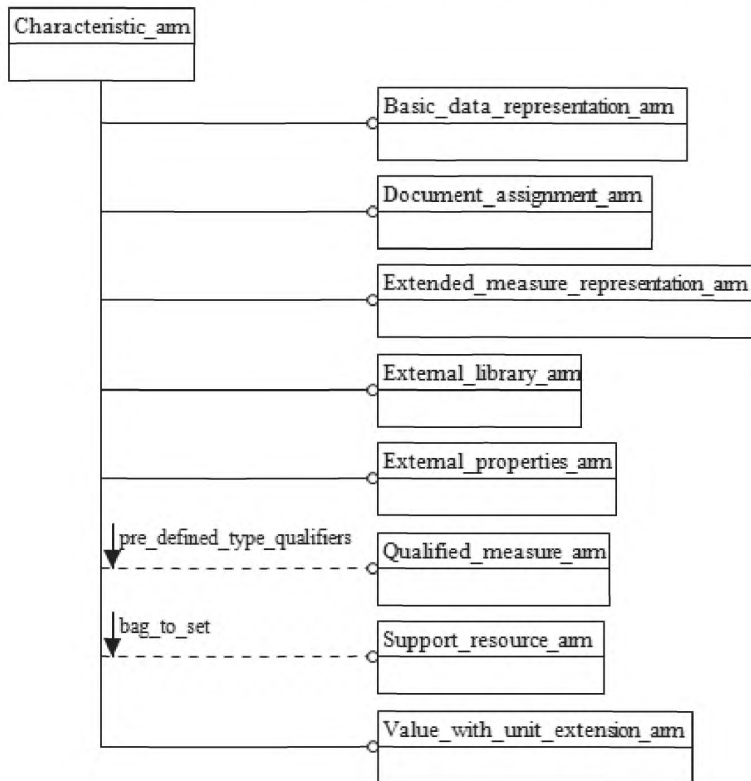 Characteristic_arm
Basic_data_representation_arm
Document_assignment_arm
Extended_measure_representation_arm
External_library_arm
External_properties_arm
pre_defined_type_qualifiers
Qualified_measure_arm
bag_to_set
Support_resource_arm
Value_with_unit_extension_arm